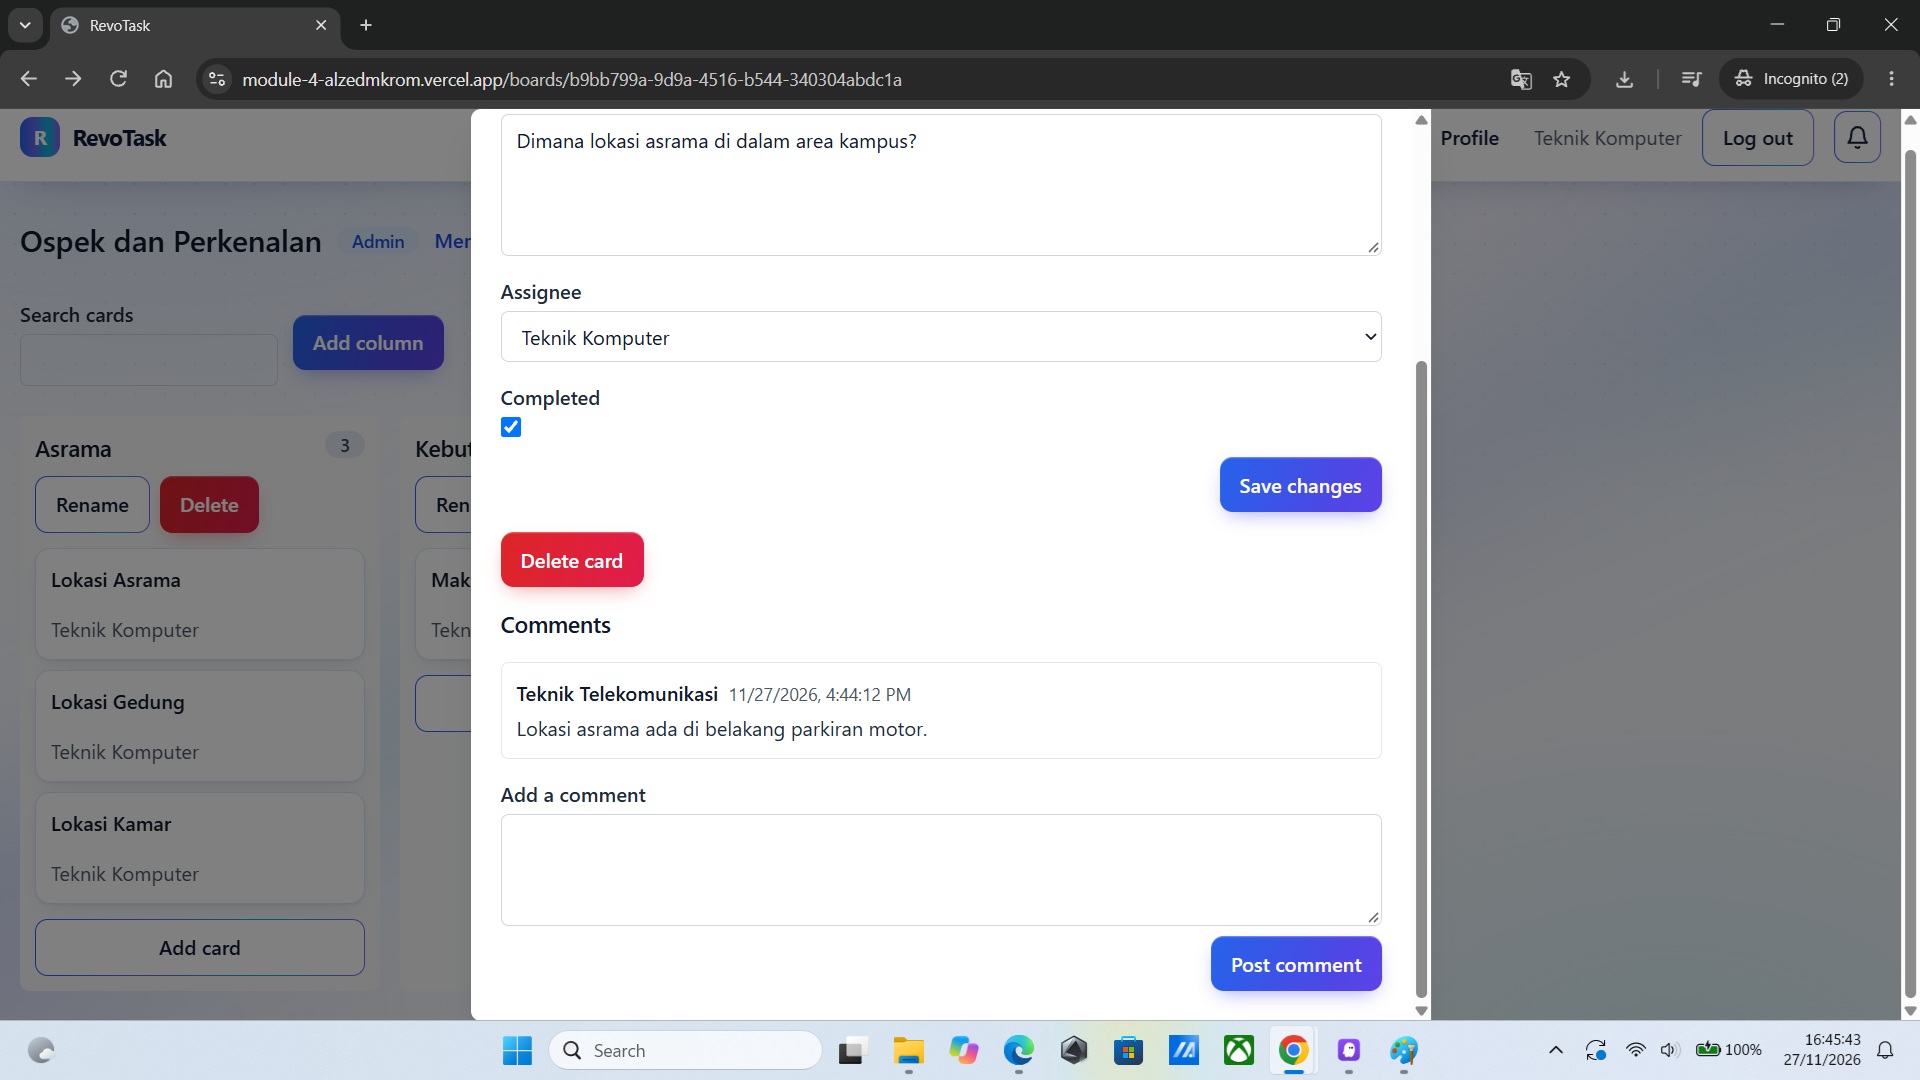 RevoTask
module-4-alzedmkrom.vercel.app/boards/b9bb799a-9d9a-4516-b544-340304abdc1a
Incognito (2)
R RevoTask
Profile Teknik Komputer Log out
Ospek dan Perkenalan Admin Mer
Search cards
Add column
Asrama 3
Rename Delete
Lokasi Asrama
Teknik Komputer
Lokasi Gedung
Teknik Komputer
Lokasi Kamar
Teknik Komputer
Add card
Kebut
Ren
Mak
Tekn
Dimana lokasi asrama di dalam area kampus?
Assignee
Teknik Komputer
Completed
Save changes
Delete card
Comments
Teknik Telekomunikasi 11/27/2026, 4:44:12 PM
Lokasi asrama ada di belakang parkiran motor.
Add a comment
Post comment
Search
100%
16:45:43
27/11/2026